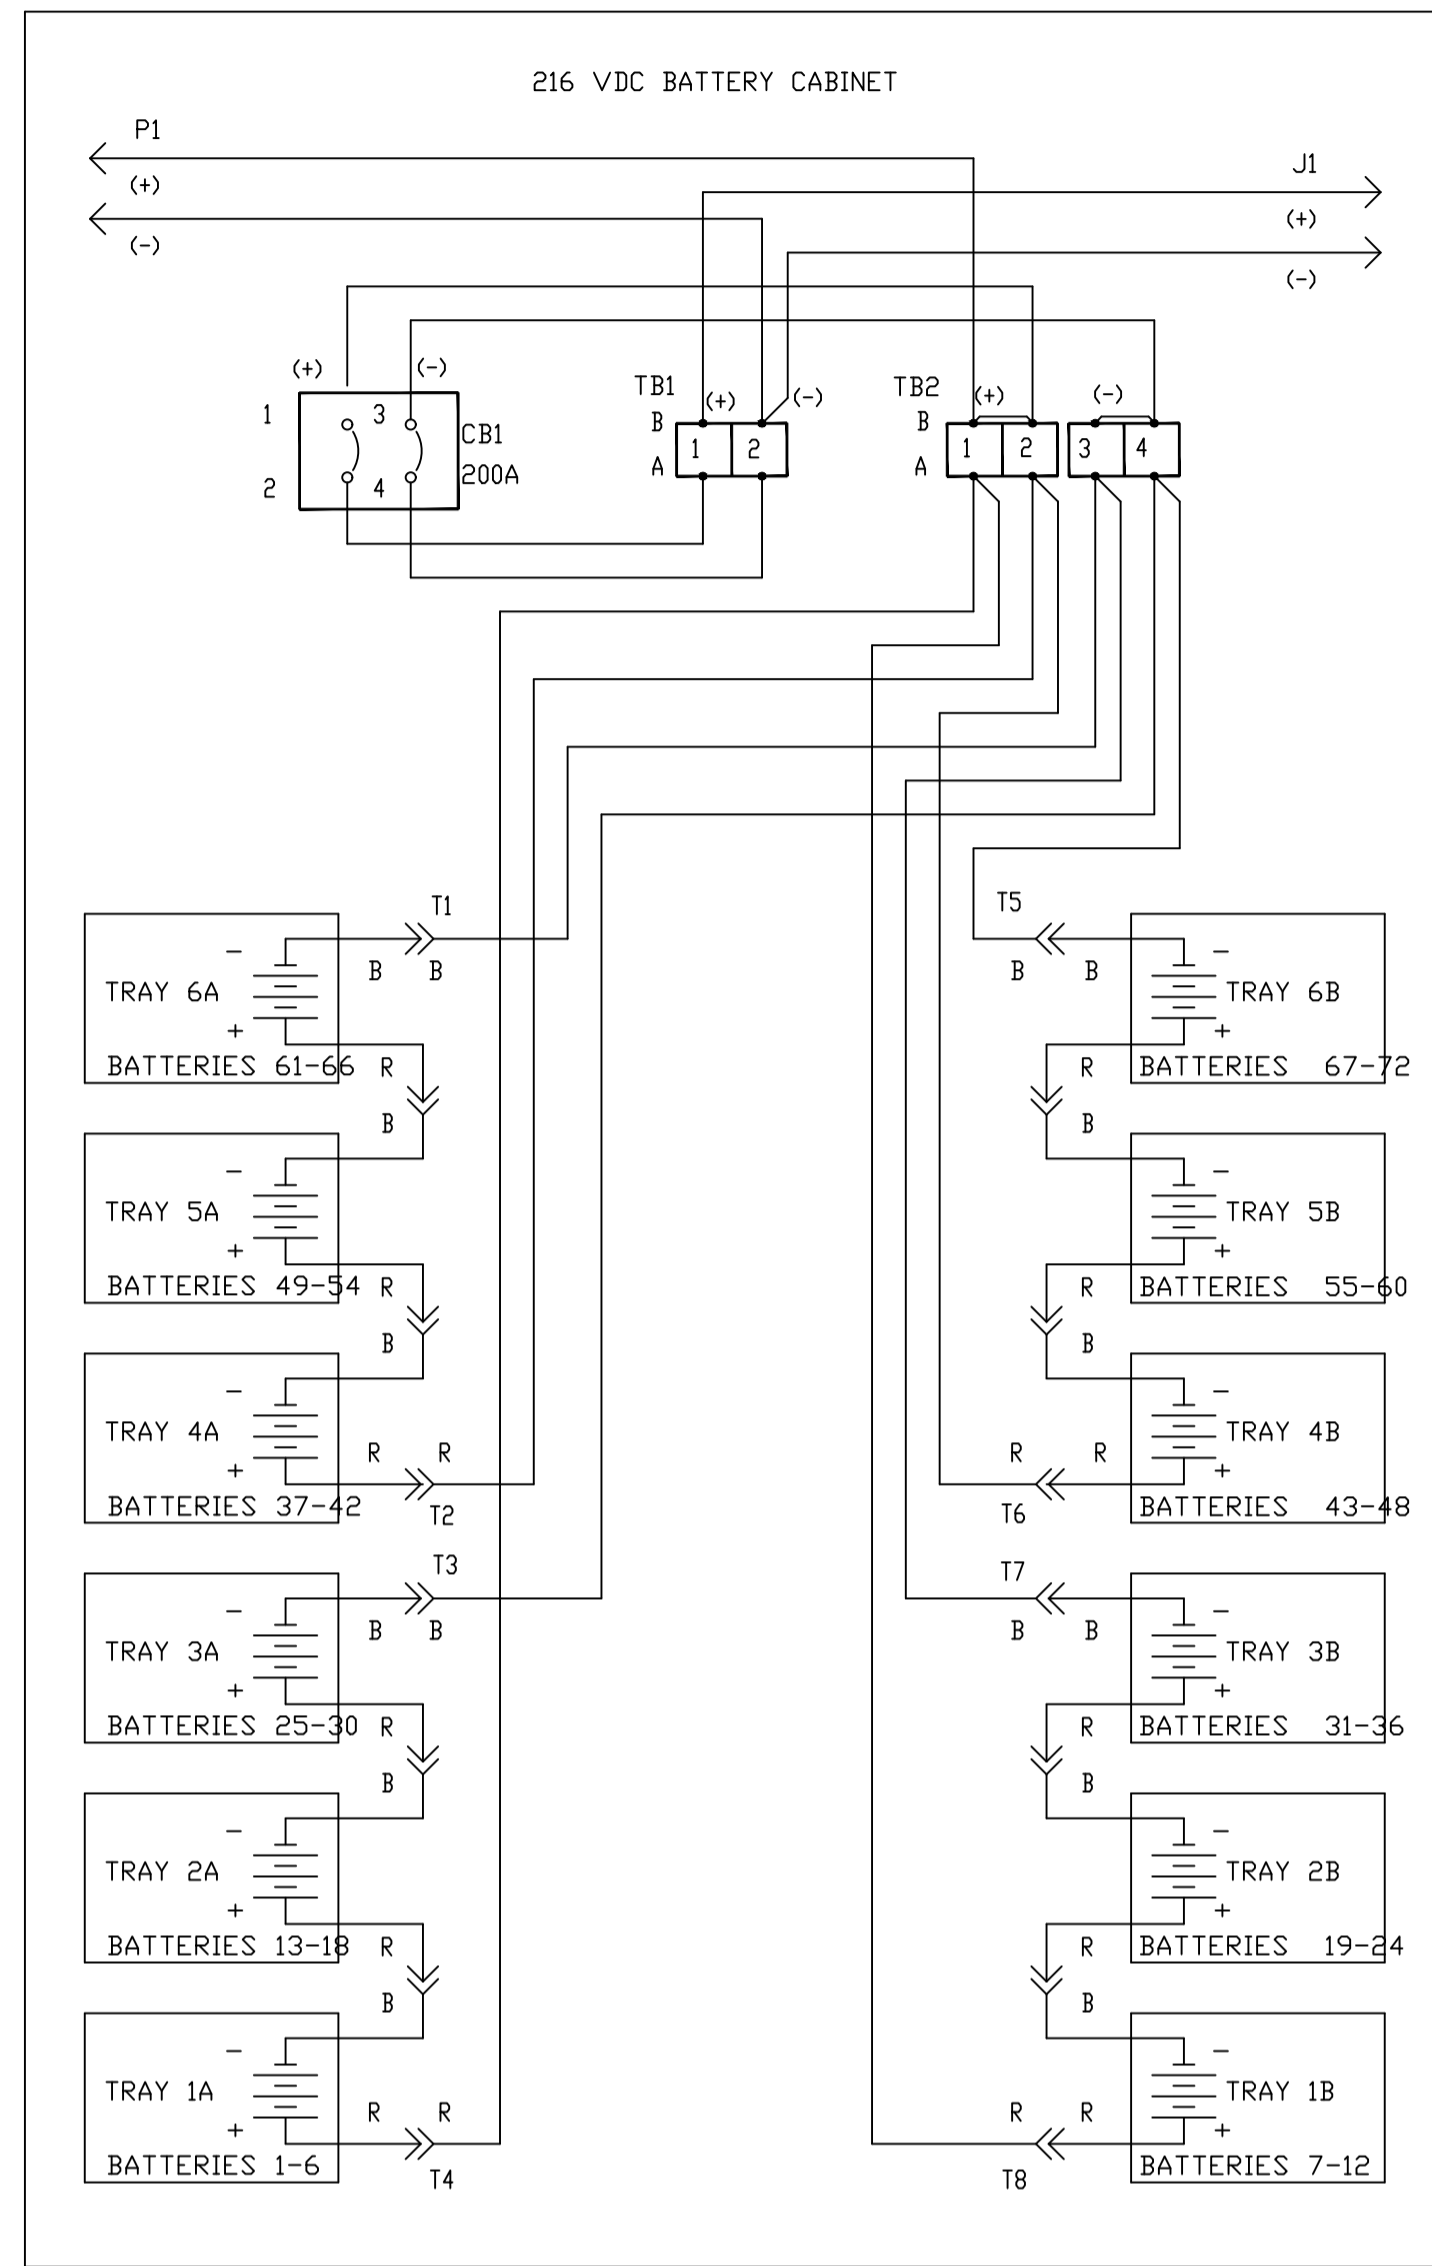 216 VDC BATTERY CABINET
P1
(+)
(-)
J1
(+)
(-)
(+)
(-)
1
3
CB1
2
4
200A
TB1
(+)
(-)
B
1
2
A
TB2
(+)
(-)
B
1
2
3
4
A
T1
B
B
TRAY 6A
-
+
BATTERIES 61-66
R
B
TRAY 5A
-
+
BATTERIES 49-54
R
B
TRAY 4A
-
+
BATTERIES 37-42
R
R
T2
T3
B
B
TRAY 3A
-
+
BATTERIES 25-30
R
B
TRAY 2A
-
+
BATTERIES 13-18
R
B
TRAY 1A
-
+
BATTERIES 1-6
R
R
T4
T5
B
B
-
TRAY 6B
+
BATTERIES 67-72
R
B
-
TRAY 5B
+
BATTERIES 55-60
R
B
-
TRAY 4B
+
BATTERIES 43-48
R
R
T6
T7
B
B
-
TRAY 3B
+
BATTERIES 31-36
R
B
-
TRAY 2B
+
BATTERIES 19-24
R
B
-
TRAY 1B
+
BATTERIES 7-12
R
R
T8